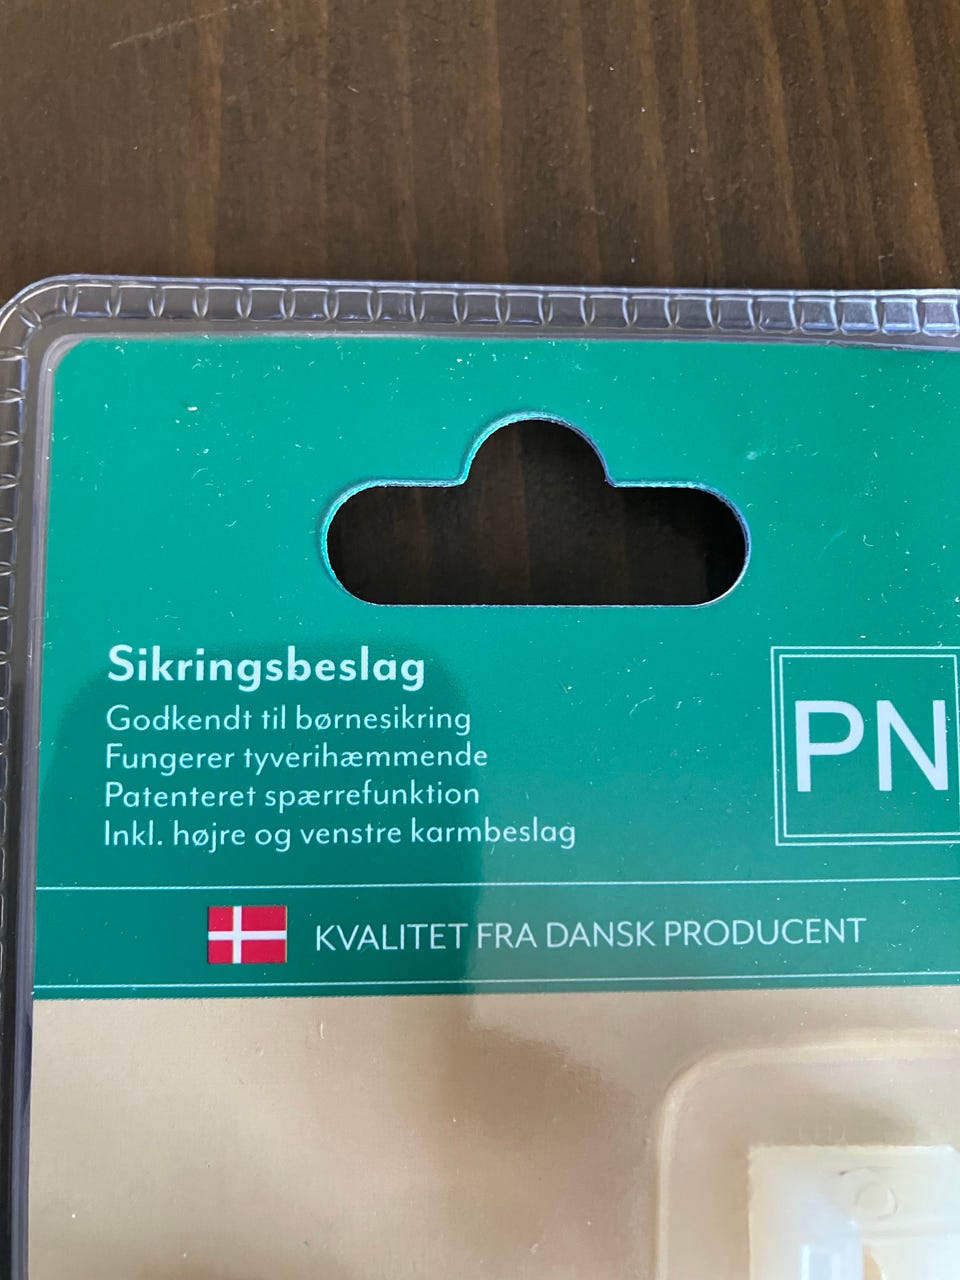 Sikringsbeslag
Godkendt til børnesikring
Fungerer tyverihæmmende
Patenteret spærrefunktion
Inkl. højre og venstre karmbeslag
PN
KVALITET FRA DANSK PRODUCENT